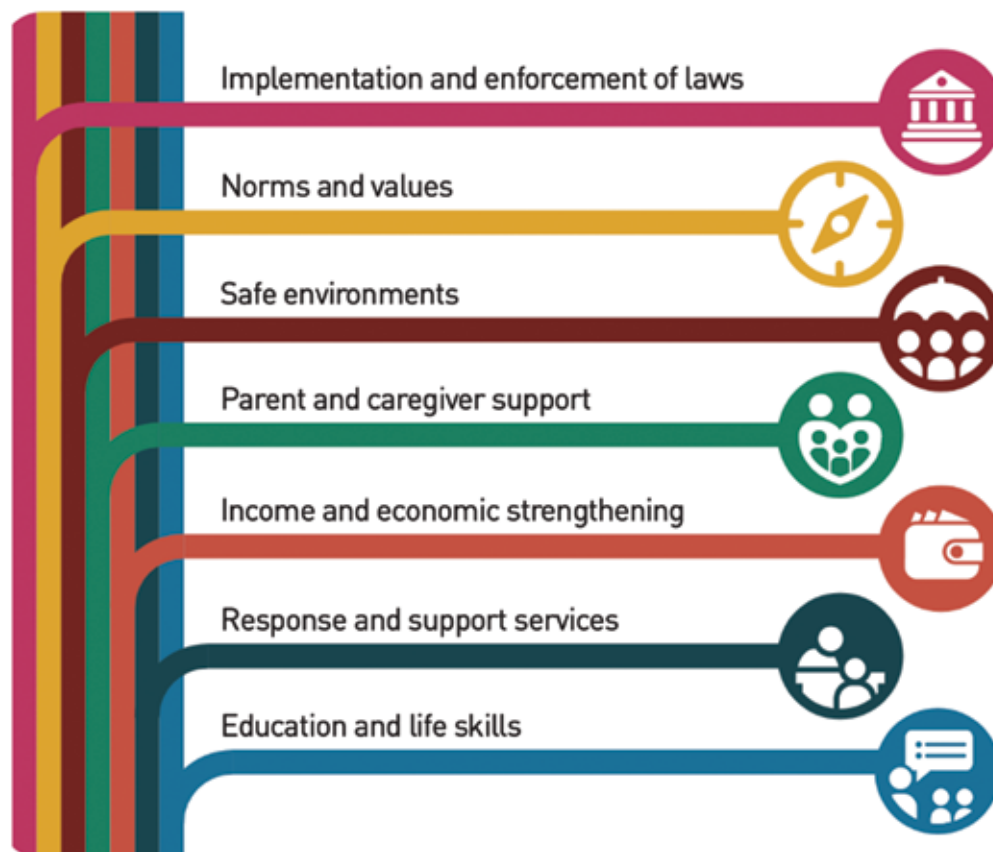 Implementation and enforcement of laws
Norms and values
Safe environments
Parent and caregiver support
Income and economic strengthening
Response and support services
Education and life skills